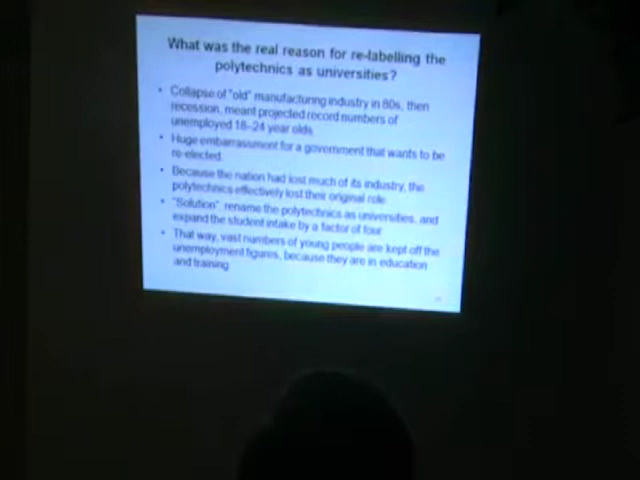 What was the real reason for re-labelling the
polytechnics as universities?
• Collapse of "old" manufacturing industry in 80s, then
recession, meant projected record numbers of
unemployed 18–24 year olds
• Huge embarrassment for a government that wants to be
re-elected.
• Because the nation had lost much of its industry, the
polytechnics effectively lost their original role
• "Solution" rename the polytechnics as universities, and
expand the student intake by a factor of four
• That way, vast numbers of young people are kept off the
unemployment figures, because they are in education
and training